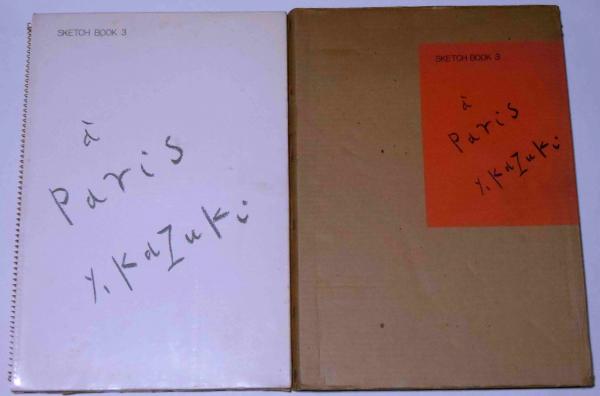 SKETCH BOOK 3
à
Paris
Y. KaZuKi
SKETCH BOOK 3
à
Paris
Y. KaZuKi